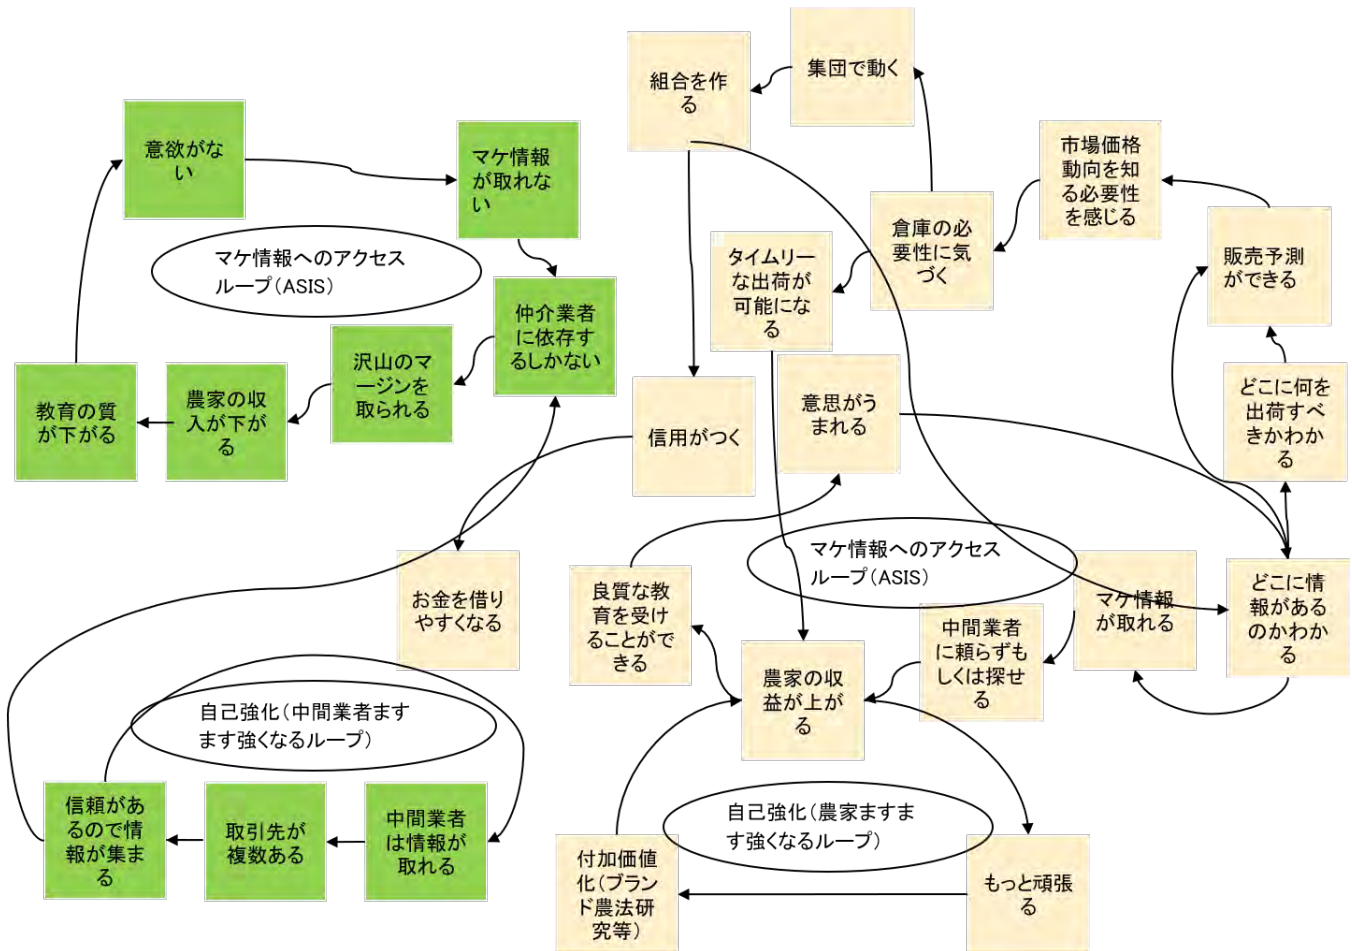 組合を作
る
集団で動く
意欲がな
い
マケ情報
が取れな
い
市場価格
動向を知
る必要性
を感じる
倉庫の必
要性に気
づく
タイムリー
な出荷が
可能にな
る
販売予測
ができる
マケ情報へのアクセス
ループ(ASIS)
仲介業者
に依存す
るしかない
沢山のマ
ージンを
取られる
農家の収
入が下が
る
教育の質
が下がる
信用がつく
意思がう
まれる
どこに何を
出荷すべ
きかわか
る
マケ情報へのアクセス
ループ(ASIS)
お金を借り
やすくなる
良質な教
育を受け
ることがで
きる
中間業者
に頼らずも
しくは探せ
る
マケ情報
が取れる
どこに情
報がある
のかわか
る
農家の収
益が上が
る
自己強化(中間業者ます
ます強くなるループ)
信頼があ
るので情
報が集ま
る
取引先が
複数ある
中間業者
は情報が
取れる
自己強化(農家ますま
す強くなるループ)
付加価値
化(ブラン
ド農法研
究等)
もっと頑張
る